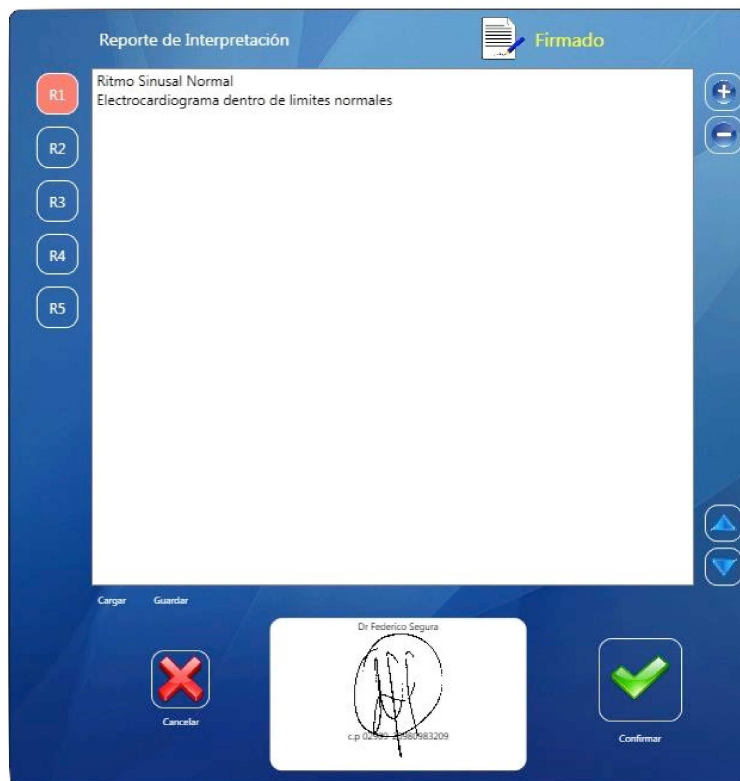 Reporte de Interpretación
Firmado
R1
R2
R3
R4
R5
Ritmo Sinusal Normal
Electrocardiograma dentro de limites normales
Cargar Guardar
Dr Federico Segura
c.p
Cancelar
Confirmar